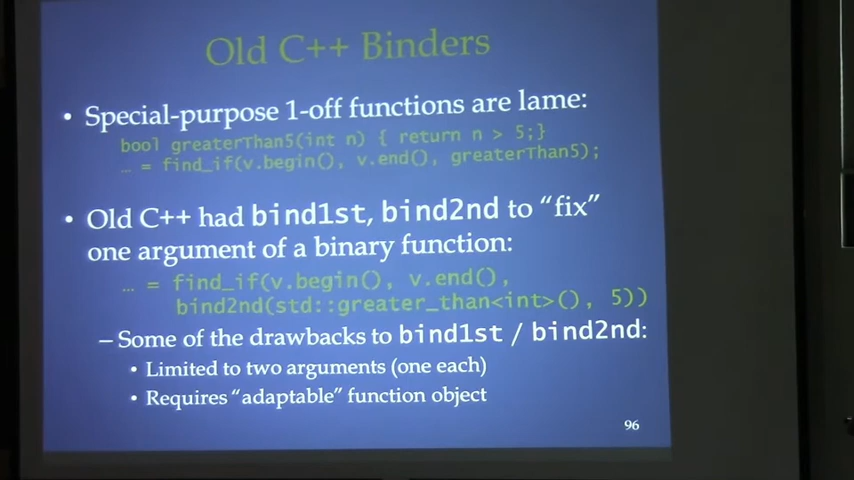 Old C++ Binders
• Special-purpose 1-off functions are lame:
bool greaterThan5(int n) { return n > 5;}
… = find_if(v.begin(), v.end(), greaterThan5);
• Old C++ had bind1st, bind2nd to “fix”
one argument of a binary function:
… = find_if(v.begin(), v.end(),
bind2nd(std::greater_than<int>(), 5))
– Some of the drawbacks to bind1st / bind2nd:
• Limited to two arguments (one each)
• Requires “adaptable” function object
96